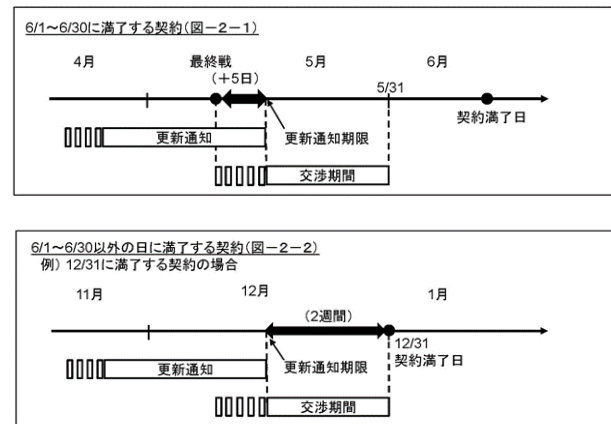 6/1～6/30に満了する契約(図－2－1)
4月
最終戦
5月
6月
(＋5日)
5/31
契約満了日
更新通知
更新通知期限
交渉期間
6/1～6/30以外の日に満了する契約(図－2－2)
例) 12/31に満了する契約の場合
11月
12月
1月
(2週間)
12/31
契約満了日
更新通知
更新通知期限
交渉期間